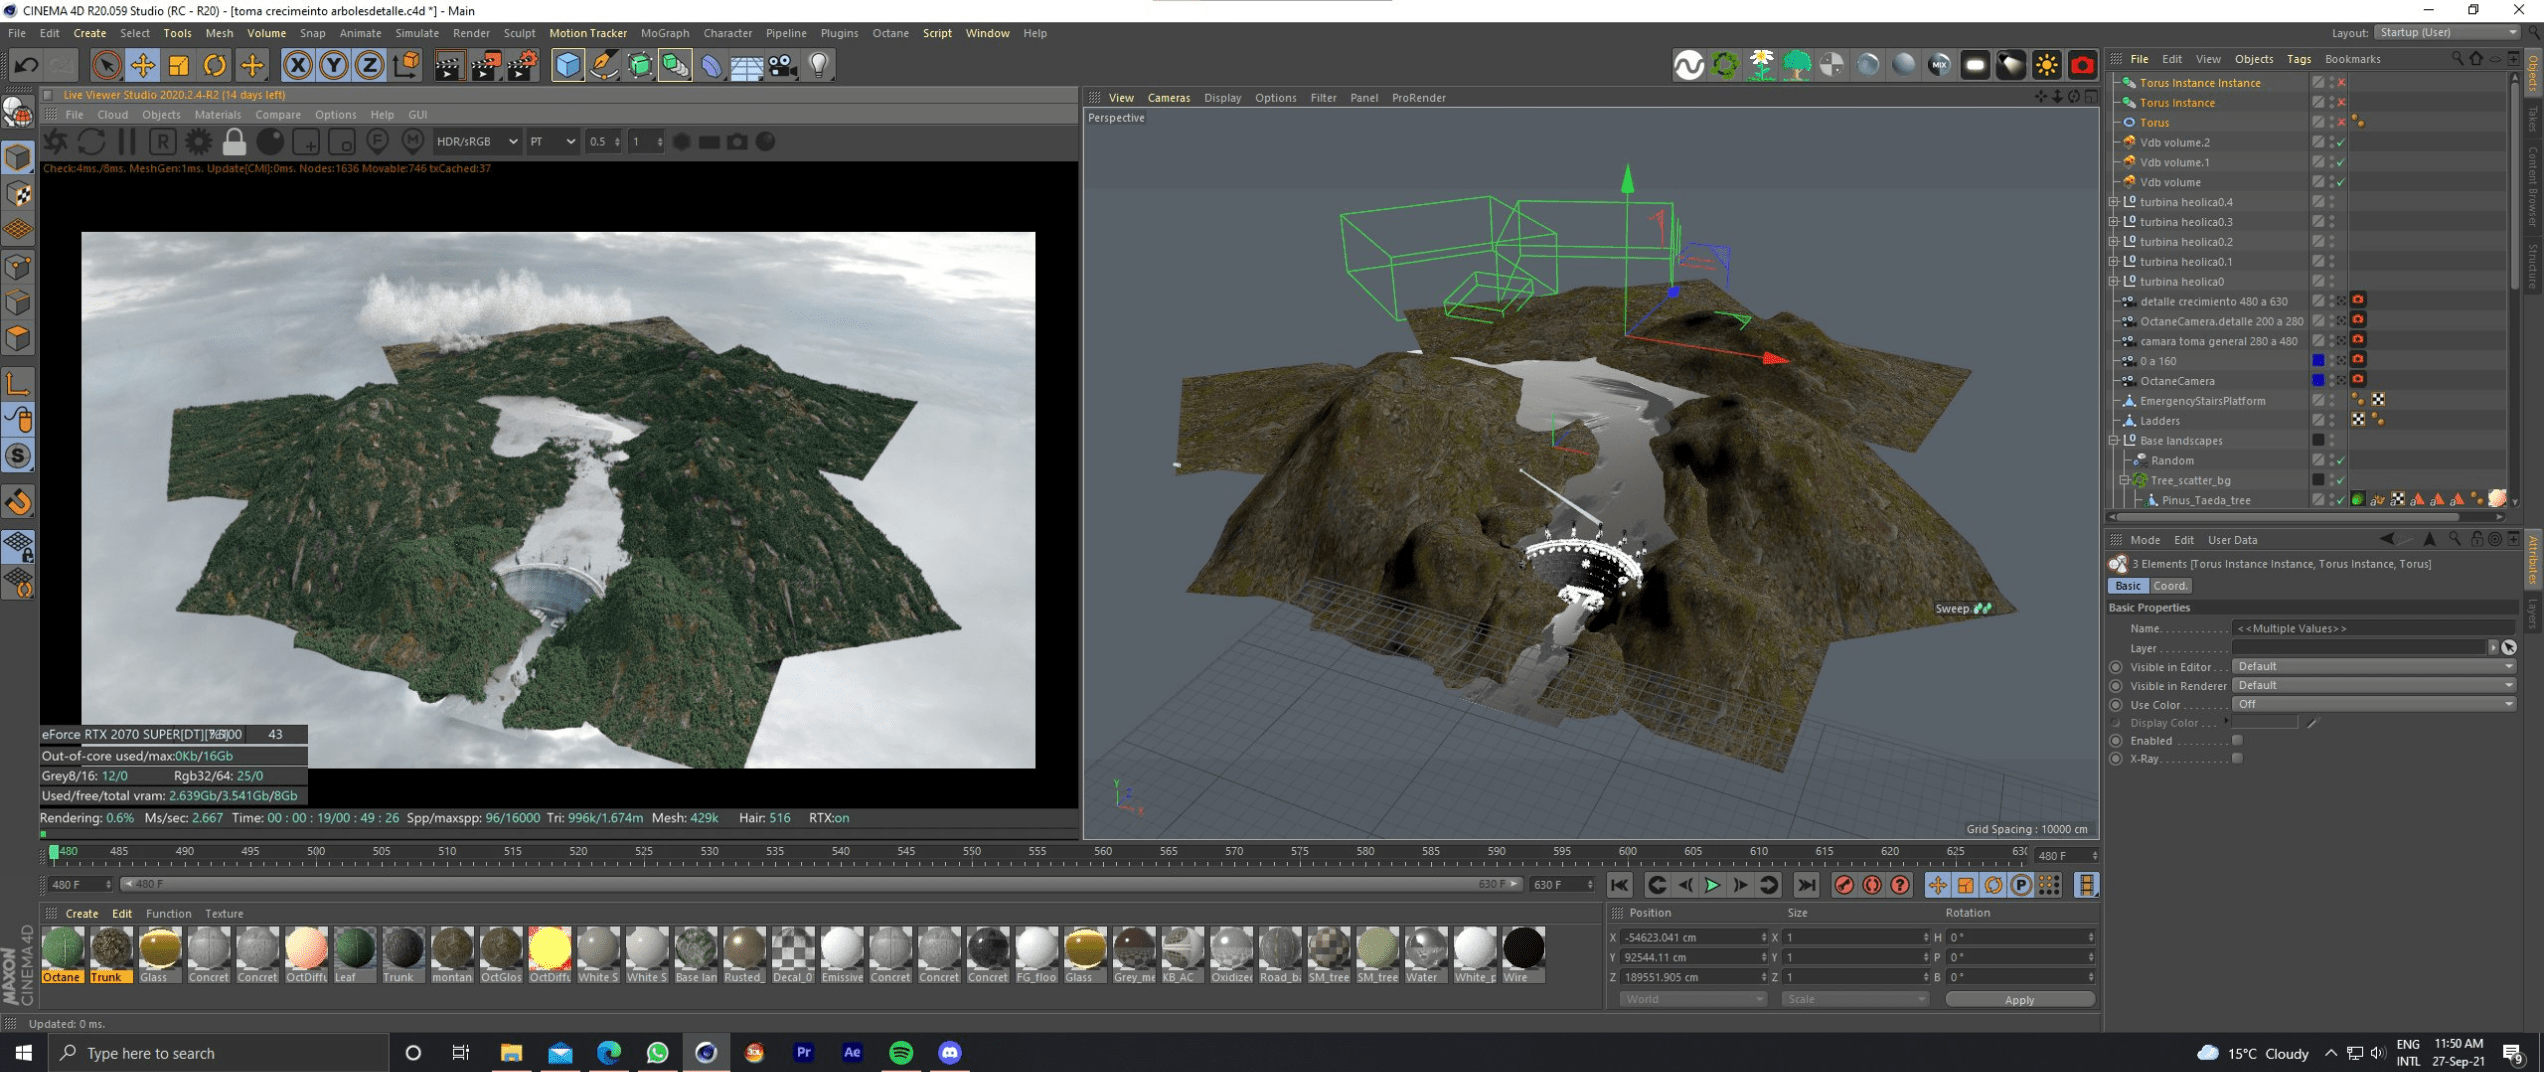 CINEMA 4D R20.059 Studio (RC - R20) - [toma crecimeinto arbolesdetalle.c4d *] - Main
File Edit Create Select Tools Mesh Volume Snap Animate Simulate Render Sculpt Motion Tracker MoGraph Character Pipeline Plugins Octane Script Window Help
Layout: Startup (User)
Live Viewer Studio 2020.2.4-R2 (14 days left)
File Cloud Objects Materials Compare Options Help GUI
HDR/sRGB PT 0.5 1
Check:4ms./8ms. MeshGen:1ms. Update[CMI]:0ms. Nodes:1636 Movable:746 txCached:37
eForce RTX 2070 SUPER[DT] 43
Out-of-core used/max:0Kb/16Gb
Grey8/16: 12/0 Rgb32/64: 25/0
Used/free/total vram: 2.639Gb/3.541Gb/8Gb
Rendering: 0.6% Ms/sec: 2.667 Time: 00 : 00 : 19/00 : 49 : 26 Spp/maxspp: 96/16000 Tri: 996k/1.674m Mesh: 429k Hair: 516 RTX:on
View Cameras Display Options Filter Panel ProRender
Perspective
Sweep
Y
Z
X
Grid Spacing : 10000 cm
File Edit View Objects Tags Bookmarks
Torus Instance Instance
Torus Instance
Torus
Vdb volume.2
Vdb volume.1
Vdb volume
turbina heolica0.4
turbina heolica0.3
turbina heolica0.2
turbina heolica0.1
turbina heolica0
detalle crecimiento 480 a 630
OctaneCamera.detalle 200 a 280
camara toma general 280 a 480
0 a 160
OctaneCamera
EmergencyStairsPlatform
Ladders
Base landscapes
Random
Tree_scatter_bg
Pinus_Taeda_tree
Objects
Takes
Content Browser
Structure
Mode Edit User Data
3 Elements [Torus Instance Instance, Torus Instance, Torus]
Basic Coord.
Basic Properties
Name <<Multiple Values>>
Layer
Visible in Editor Default
Visible in Renderer Default
Use Color Off
Display Color
Enabled
X-Ray
Attributes
Layers
480 485 490 495 500 505 510 515 520 525 530 535 540 545 550 555 560 565 570 575 580 585 590 595 600 605 610 615 620 625 630 480 F
480 F 480 F 630 F 630 F
Create Edit Function Texture
Octane Trunk Glass Concret Concret OctDiffu Leaf Trunk montan OctGlos OctDiffu White S White S Base lan Rusted_ Decal_0 Emissive Concret Concret Concret FG_floo Glass Grey_me KB_AC Oxidized Road_ba SM_tree SM_tree Water White_p Wire
MAXON
CINEMA 4D
Position Size Rotation
X -54623.041 cm X 1 H 0 °
Y 92544.11 cm Y 1 P 0 °
Z 189551.905 cm Z 1 B 0 °
World Scale Apply
Updated: 0 ms.
Type here to search
Pr Ae
15°C Cloudy
ENG
INTL
11:50 AM
27-Sep-21
9